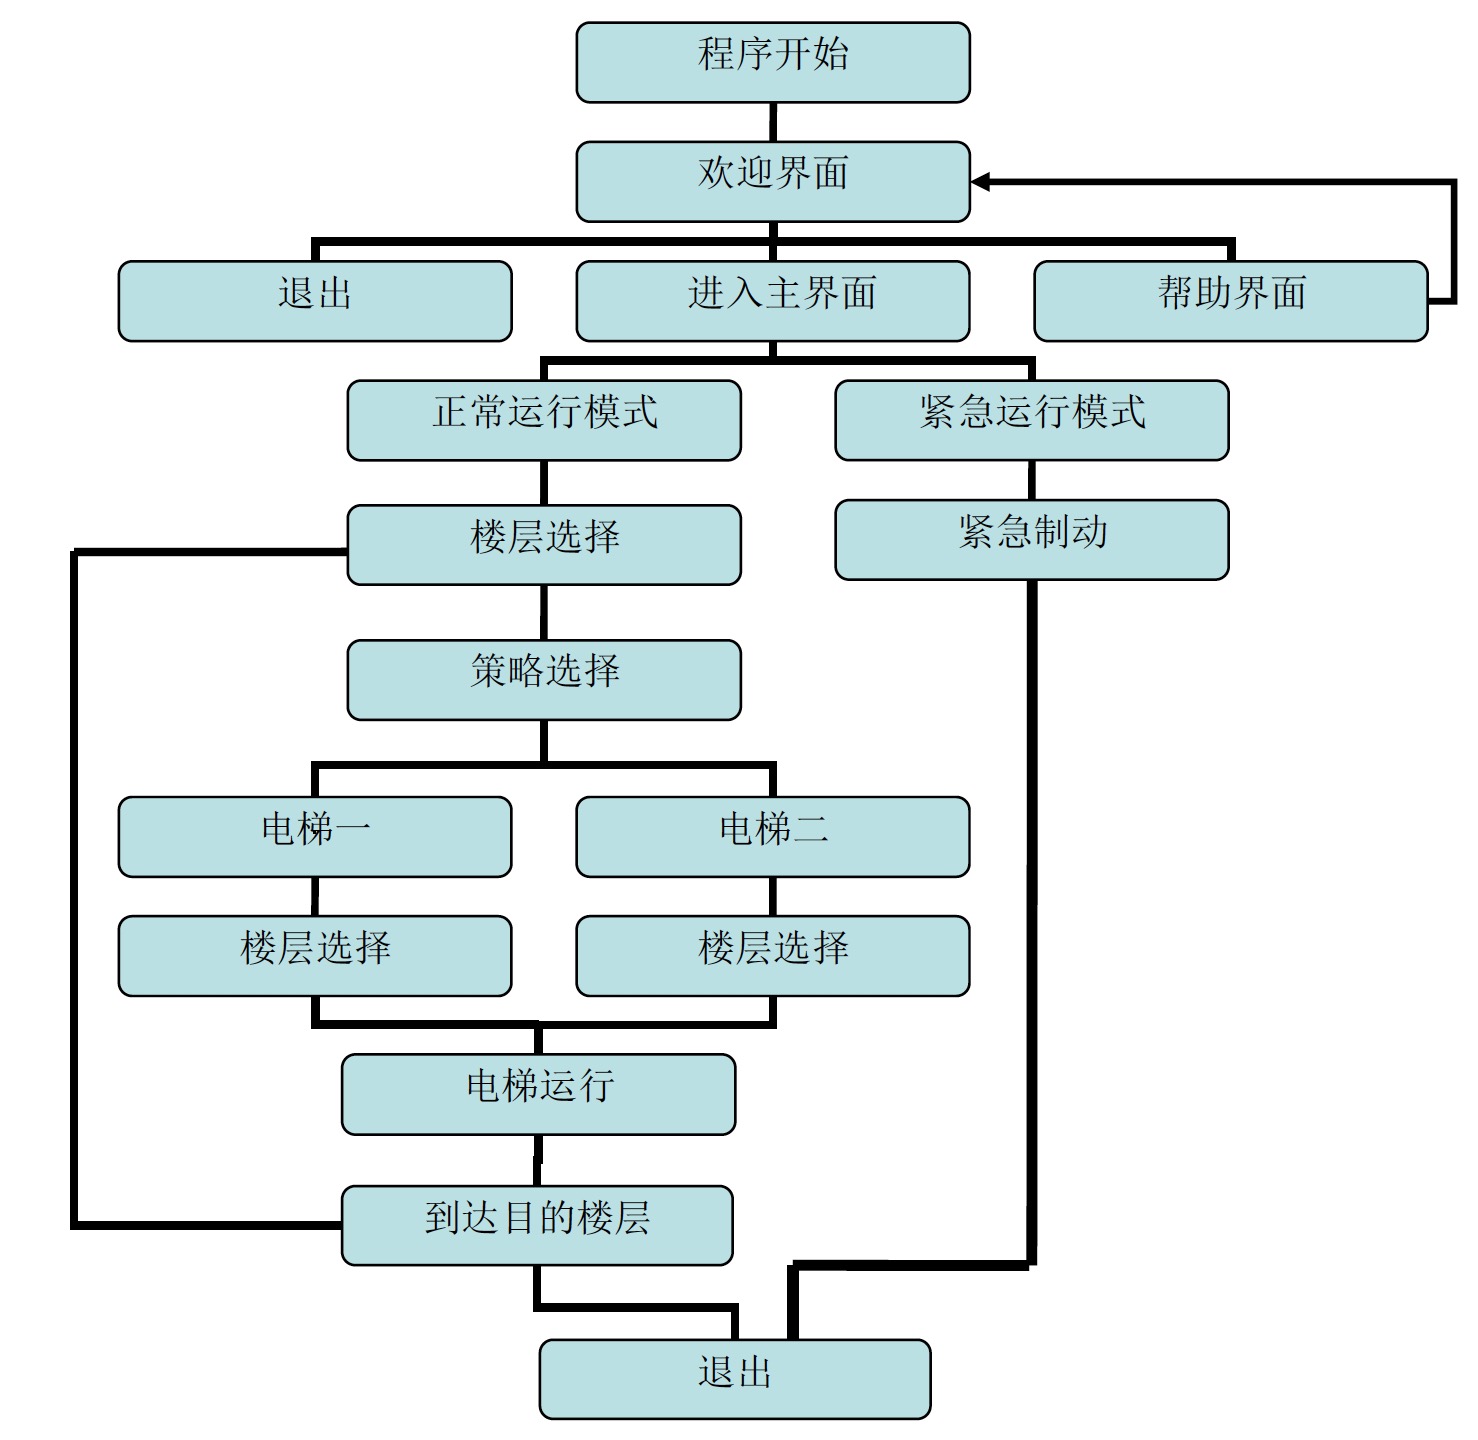 程序开始
欢迎界面
退出
进入主界面
帮助界面
正常运行模式
紧急运行模式
楼层选择
紧急制动
策略选择
电梯一
电梯二
楼层选择
楼层选择
电梯运行
到达目的楼层
退出